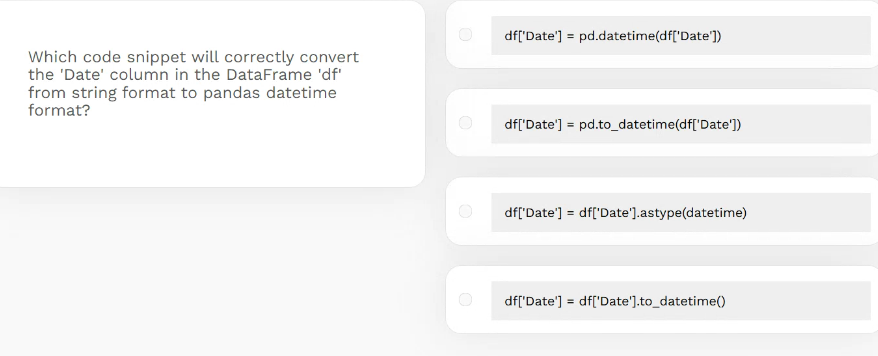 Which code snippet will correctly convert
the 'Date' column in the DataFrame 'df'
from string format to pandas datetime
format?
df['Date'] = pd.datetime(df['Date'])
df['Date'] = pd.to_datetime(df['Date'])
df['Date'] = df['Date'].astype(datetime)
df['Date'] = df['Date'].to_datetime()